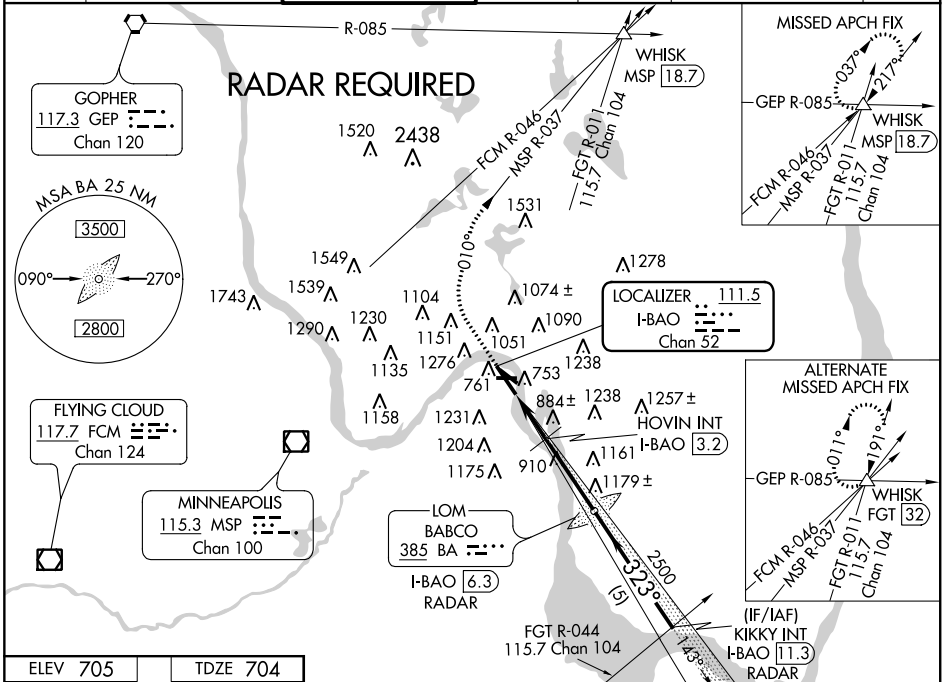 R-085
WHISK
MSP 18.7
GOPHER
117.3 GEP
Chan 120
RADAR REQUIRED
FCM R-046
MSP R-037
FGT R-011
115.7
Chan 104
1520
2438
MISSED APCH FIX
037°
217°
GEP R-085
WHISK
MSP 18.7
FCM R-046
MSP R-037
FGT R-011
115.7
Chan 104
MSA BA 25 NM
3500
090°
270°
2800
1531
010°
1549
1278
1539
1743
1104
1074 ±
1290
1230
1151
1051
1090
1135
1276
1238
LOCALIZER 111.5
I-BAO
Chan 52
761
753
1158
1231
884 ±
1238
1257 ±
HOVIN INT
I-BAO 3.2
1204
910
1161
1175
1179 ±
FLYING CLOUD
117.7 FCM
Chan 124
MINNEAPOLIS
115.3 MSP
Chan 100
LOM
BABCO
385 BA
I-BAO 6.3
RADAR
ALTERNATE
MISSED APCH FIX
011°
191°
GEP R-085
WHISK
FGT 32
FCM R-046
MSP R-037
FGT R-011
115.7
Chan 104
2500
323°
(5)
143°
FGT R-044
115.7 Chan 104
(IF/IAF)
KIKKY INT
I-BAO 11.3
RADAR
ELEV 705
TDZE 704